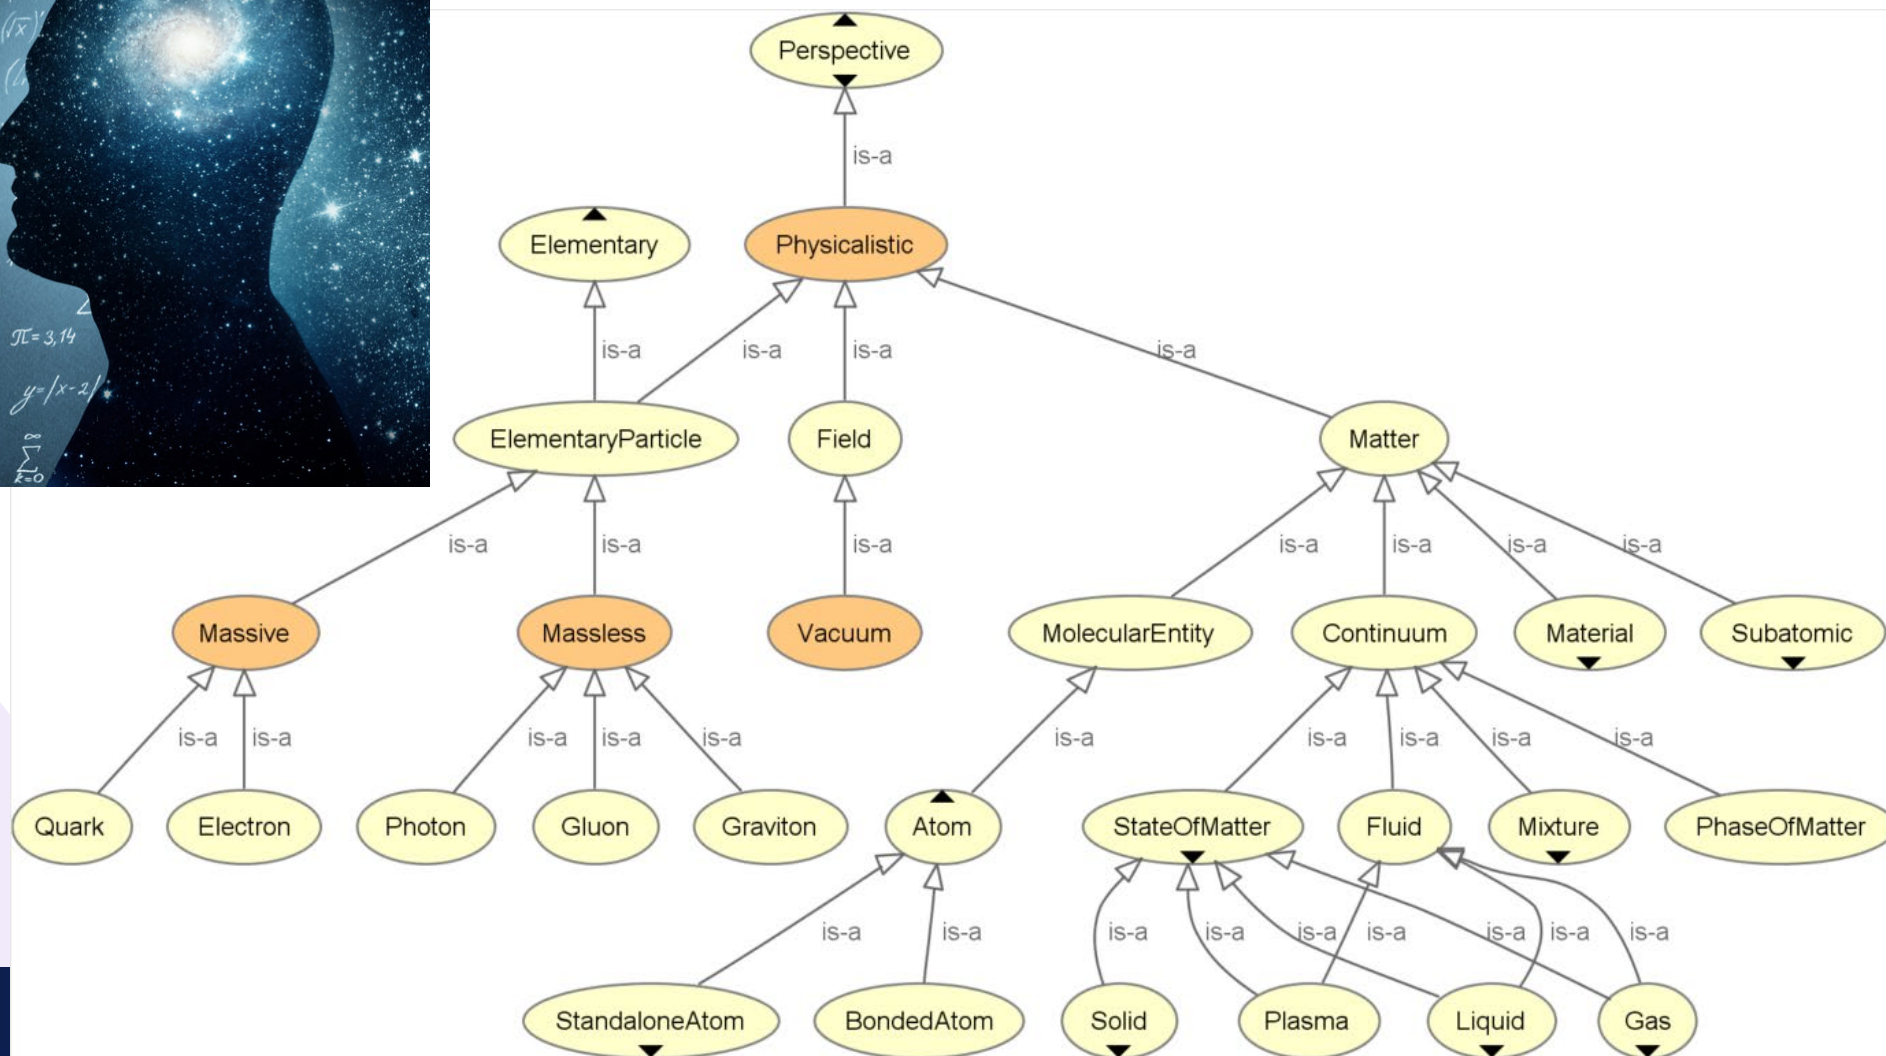 (√x)'
Perspective
is-a
Elementary
Physicalistic
π=3,14
is-a
is-a
is-a
is-a
y=|x-2|
∞
∑
k=0
ElementaryParticle
Field
Matter
is-a
is-a
is-a
is-a
is-a
is-a
is-a
Massive
Massless
Vacuum
MolecularEntity
Continuum
Material
Subatomic
is-a
is-a
is-a
is-a
is-a
is-a
is-a
is-a
is-a
is-a
Quark
Electron
Photon
Gluon
Graviton
Atom
StateOfMatter
Fluid
Mixture
PhaseOfMatter
is-a
is-a
is-a
is-a
is-a
is-a
is-a
is-a
is-a
StandaloneAtom
BondedAtom
Solid
Plasma
Liquid
Gas